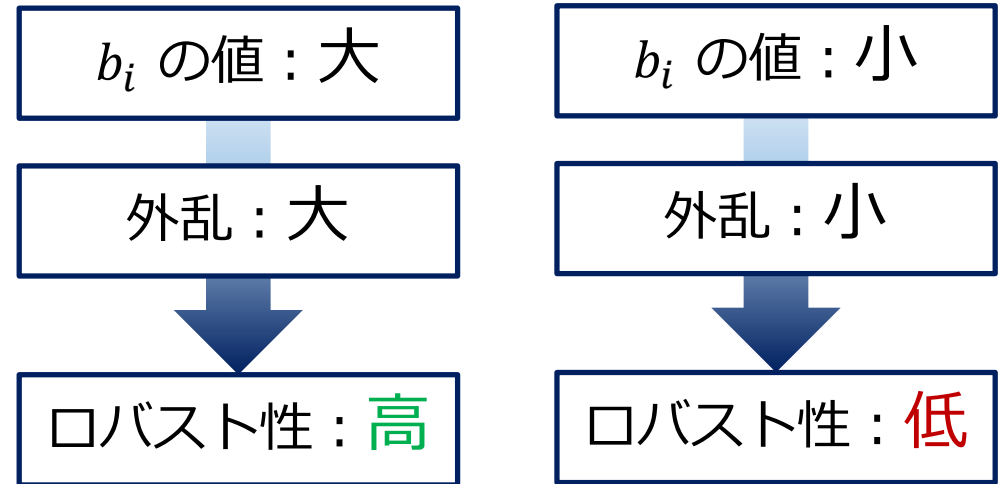 b_i の値：大
外乱：大
ロバスト性：高
b_i の値：小
外乱：小
ロバスト性：低